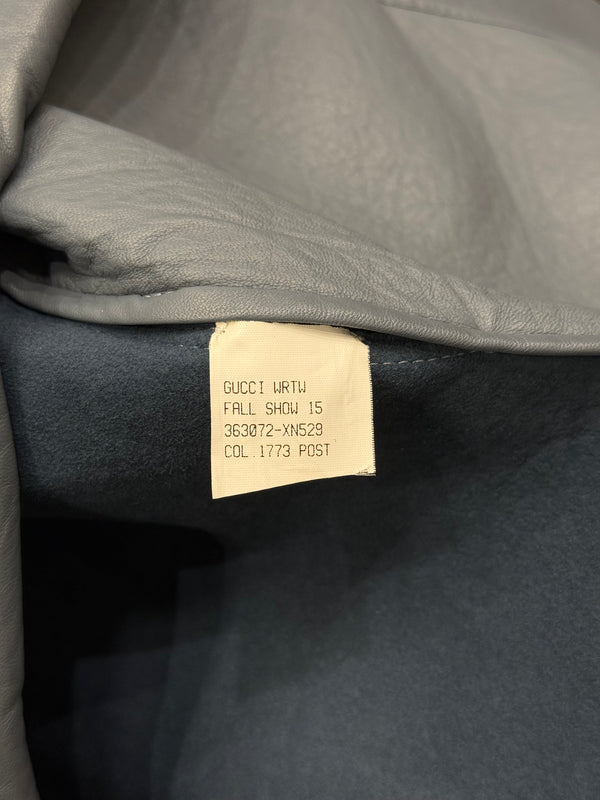 GUCCI WRTW
FALL SHOW 15
363072-XN529
COL.1773 POST